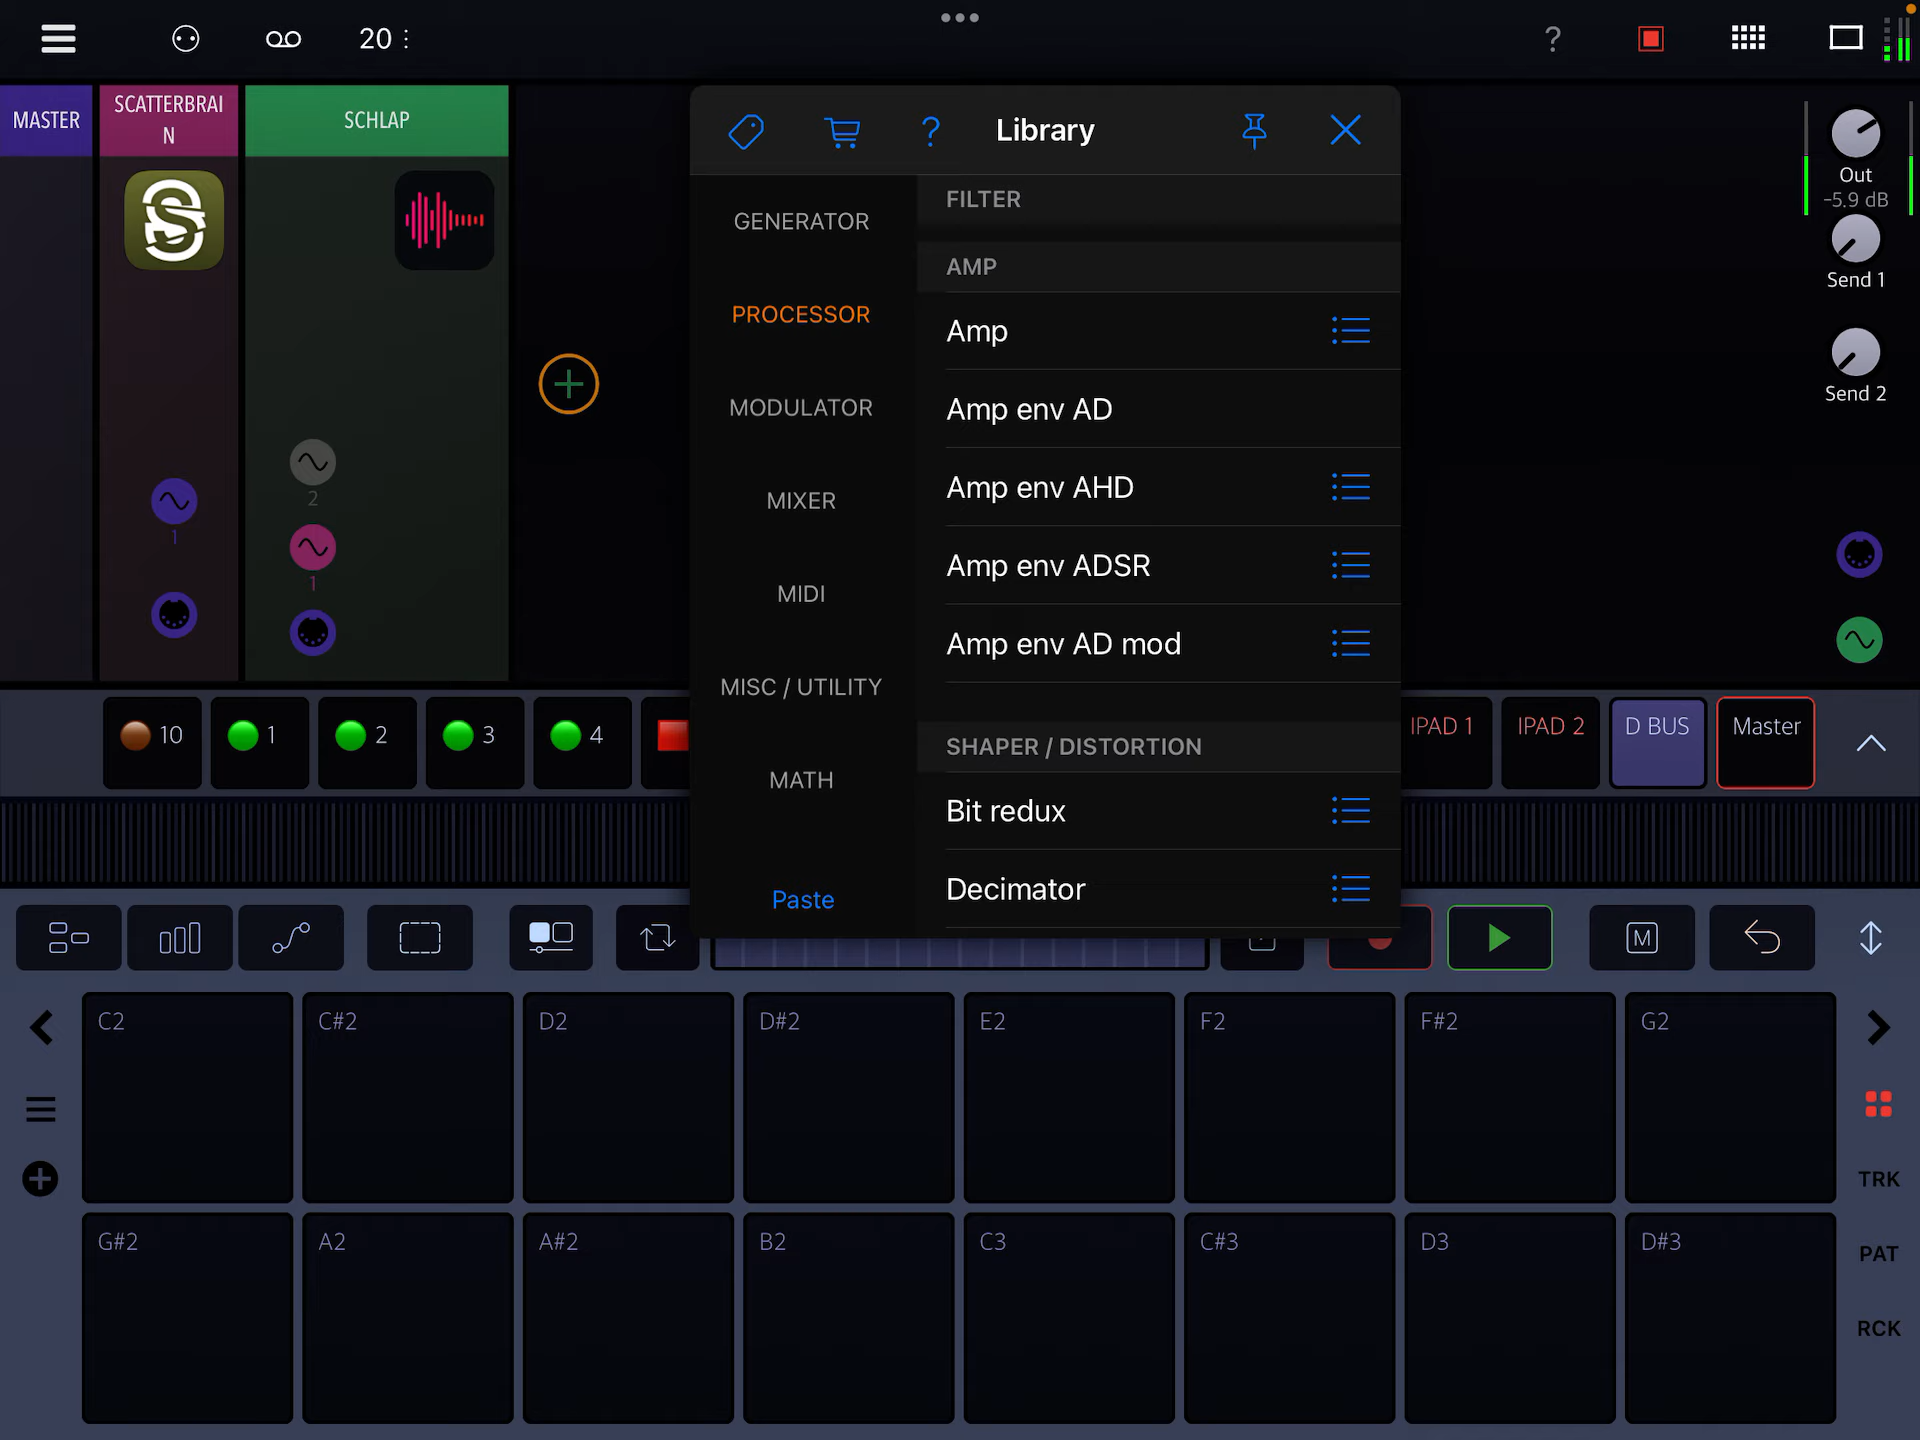 20
?
MASTER
SCATTERBRAI
N
SCHLAP
1
2
1
?
Library
GENERATOR
PROCESSOR
MODULATOR
MIXER
MIDI
MISC / UTILITY
MATH
Paste
FILTER
AMP
Amp
Amp env AD
Amp env AHD
Amp env ADSR
Amp env AD mod
SHAPER / DISTORTION
Bit redux
Decimator
Out
-5.9 dB
Send 1
Send 2
10
1
2
3
4
IPAD 1
IPAD 2
D BUS
Master
M
C2
C#2
D2
D#2
E2
F2
F#2
G2
G#2
A2
A#2
B2
C3
C#3
D3
D#3
TRK
PAT
RCK